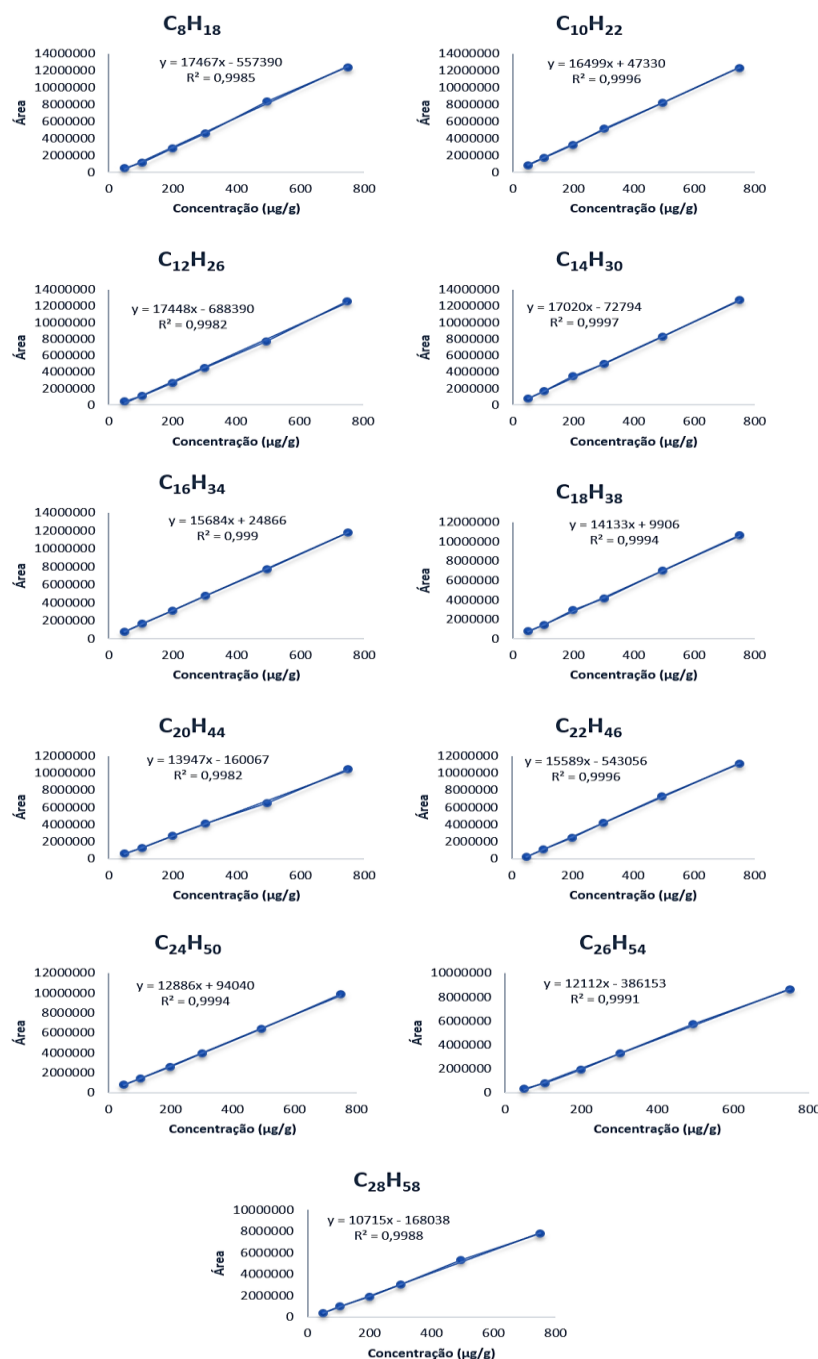 C₈H₁₈
y = 17467x - 557390
R² = 0,9985
Área
14000000
12000000
10000000
8000000
6000000
4000000
2000000
0
0 200 400 600 800
Concentração (µg/g)
C₁₀H₂₂
y = 16499x + 47330
R² = 0,9996
Área
14000000
12000000
10000000
8000000
6000000
4000000
2000000
0
0 200 400 600 800
Concentração (µg/g)
C₁₂H₂₆
y = 17448x - 688390
R² = 0,9982
Área
14000000
12000000
10000000
8000000
6000000
4000000
2000000
0
0 200 400 600 800
Concentração (µg/g)
C₁₄H₃₀
y = 17020x - 72794
R² = 0,9997
Área
14000000
12000000
10000000
8000000
6000000
4000000
2000000
0
0 200 400 600 800
Concentração (µg/g)
C₁₆H₃₄
y = 15684x + 24866
R² = 0,999
Área
14000000
12000000
10000000
8000000
6000000
4000000
2000000
0
0 200 400 600 800
Concentração (µg/g)
C₁₈H₃₈
y = 14133x + 9906
R² = 0,9994
Área
12000000
10000000
8000000
6000000
4000000
2000000
0
0 200 400 600 800
Concentração (µg/g)
C₂₀H₄₄
y = 13947x - 160067
R² = 0,9982
Área
12000000
10000000
8000000
6000000
4000000
2000000
0
0 200 400 600 800
Concentração (µg/g)
C₂₂H₄₆
y = 15589x - 543056
R² = 0,9996
Área
12000000
10000000
8000000
6000000
4000000
2000000
0
0 200 400 600 800
Concentração (µg/g)
C₂₄H₅₀
y = 12886x + 94040
R² = 0,9994
Área
12000000
10000000
8000000
6000000
4000000
2000000
0
0 200 400 600 800
Concentração (µg/g)
C₂₆H₅₄
y = 12112x - 386153
R² = 0,9991
Área
10000000
8000000
6000000
4000000
2000000
0
0 200 400 600 800
Concentração (µg/g)
C₂₈H₅₈
y = 10715x - 168038
R² = 0,9988
Área
10000000
8000000
6000000
4000000
2000000
0
0 200 400 600 800
Concentração (µg/g)